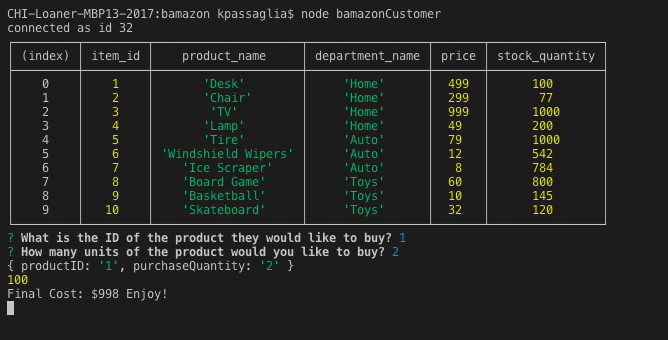 CHI-Loaner-MBP13-2017:bamazon kpassaglia$ node bamazonCustomer
connected as id 32
(index) item_id product_name department_name price stock_quantity
0 1 'Desk' 'Home' 499 100
1 2 'Chair' 'Home' 299 77
2 3 'TV' 'Home' 999 1000
3 4 'Lamp' 'Home' 49 200
4 5 'Tire' 'Auto' 79 1000
5 6 'Windshield Wipers' 'Auto' 12 542
6 7 'Ice Scraper' 'Auto' 8 784
7 8 'Board Game' 'Toys' 60 800
8 9 'Basketball' 'Toys' 10 145
9 10 'Skateboard' 'Toys' 32 120
? What is the ID of the product they would like to buy? 1
? How many units of the product would you like to buy? 2
{ productID: '1', purchaseQuantity: '2' }
100
Final Cost: $998 Enjoy!